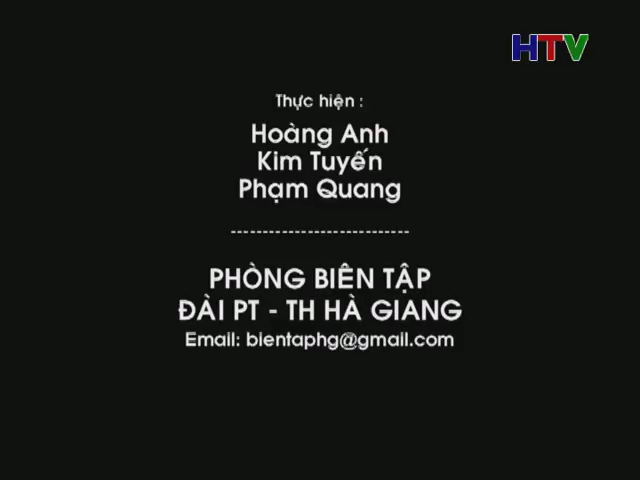 HTV
Thực hiện :
Hoàng Anh
Kim Tuyến
Phạm Quang
----------------------------
PHÒNG BIÊN TẬP
ĐÀI PT - TH HÀ GIANG
Email: bientaphg@gmail.com